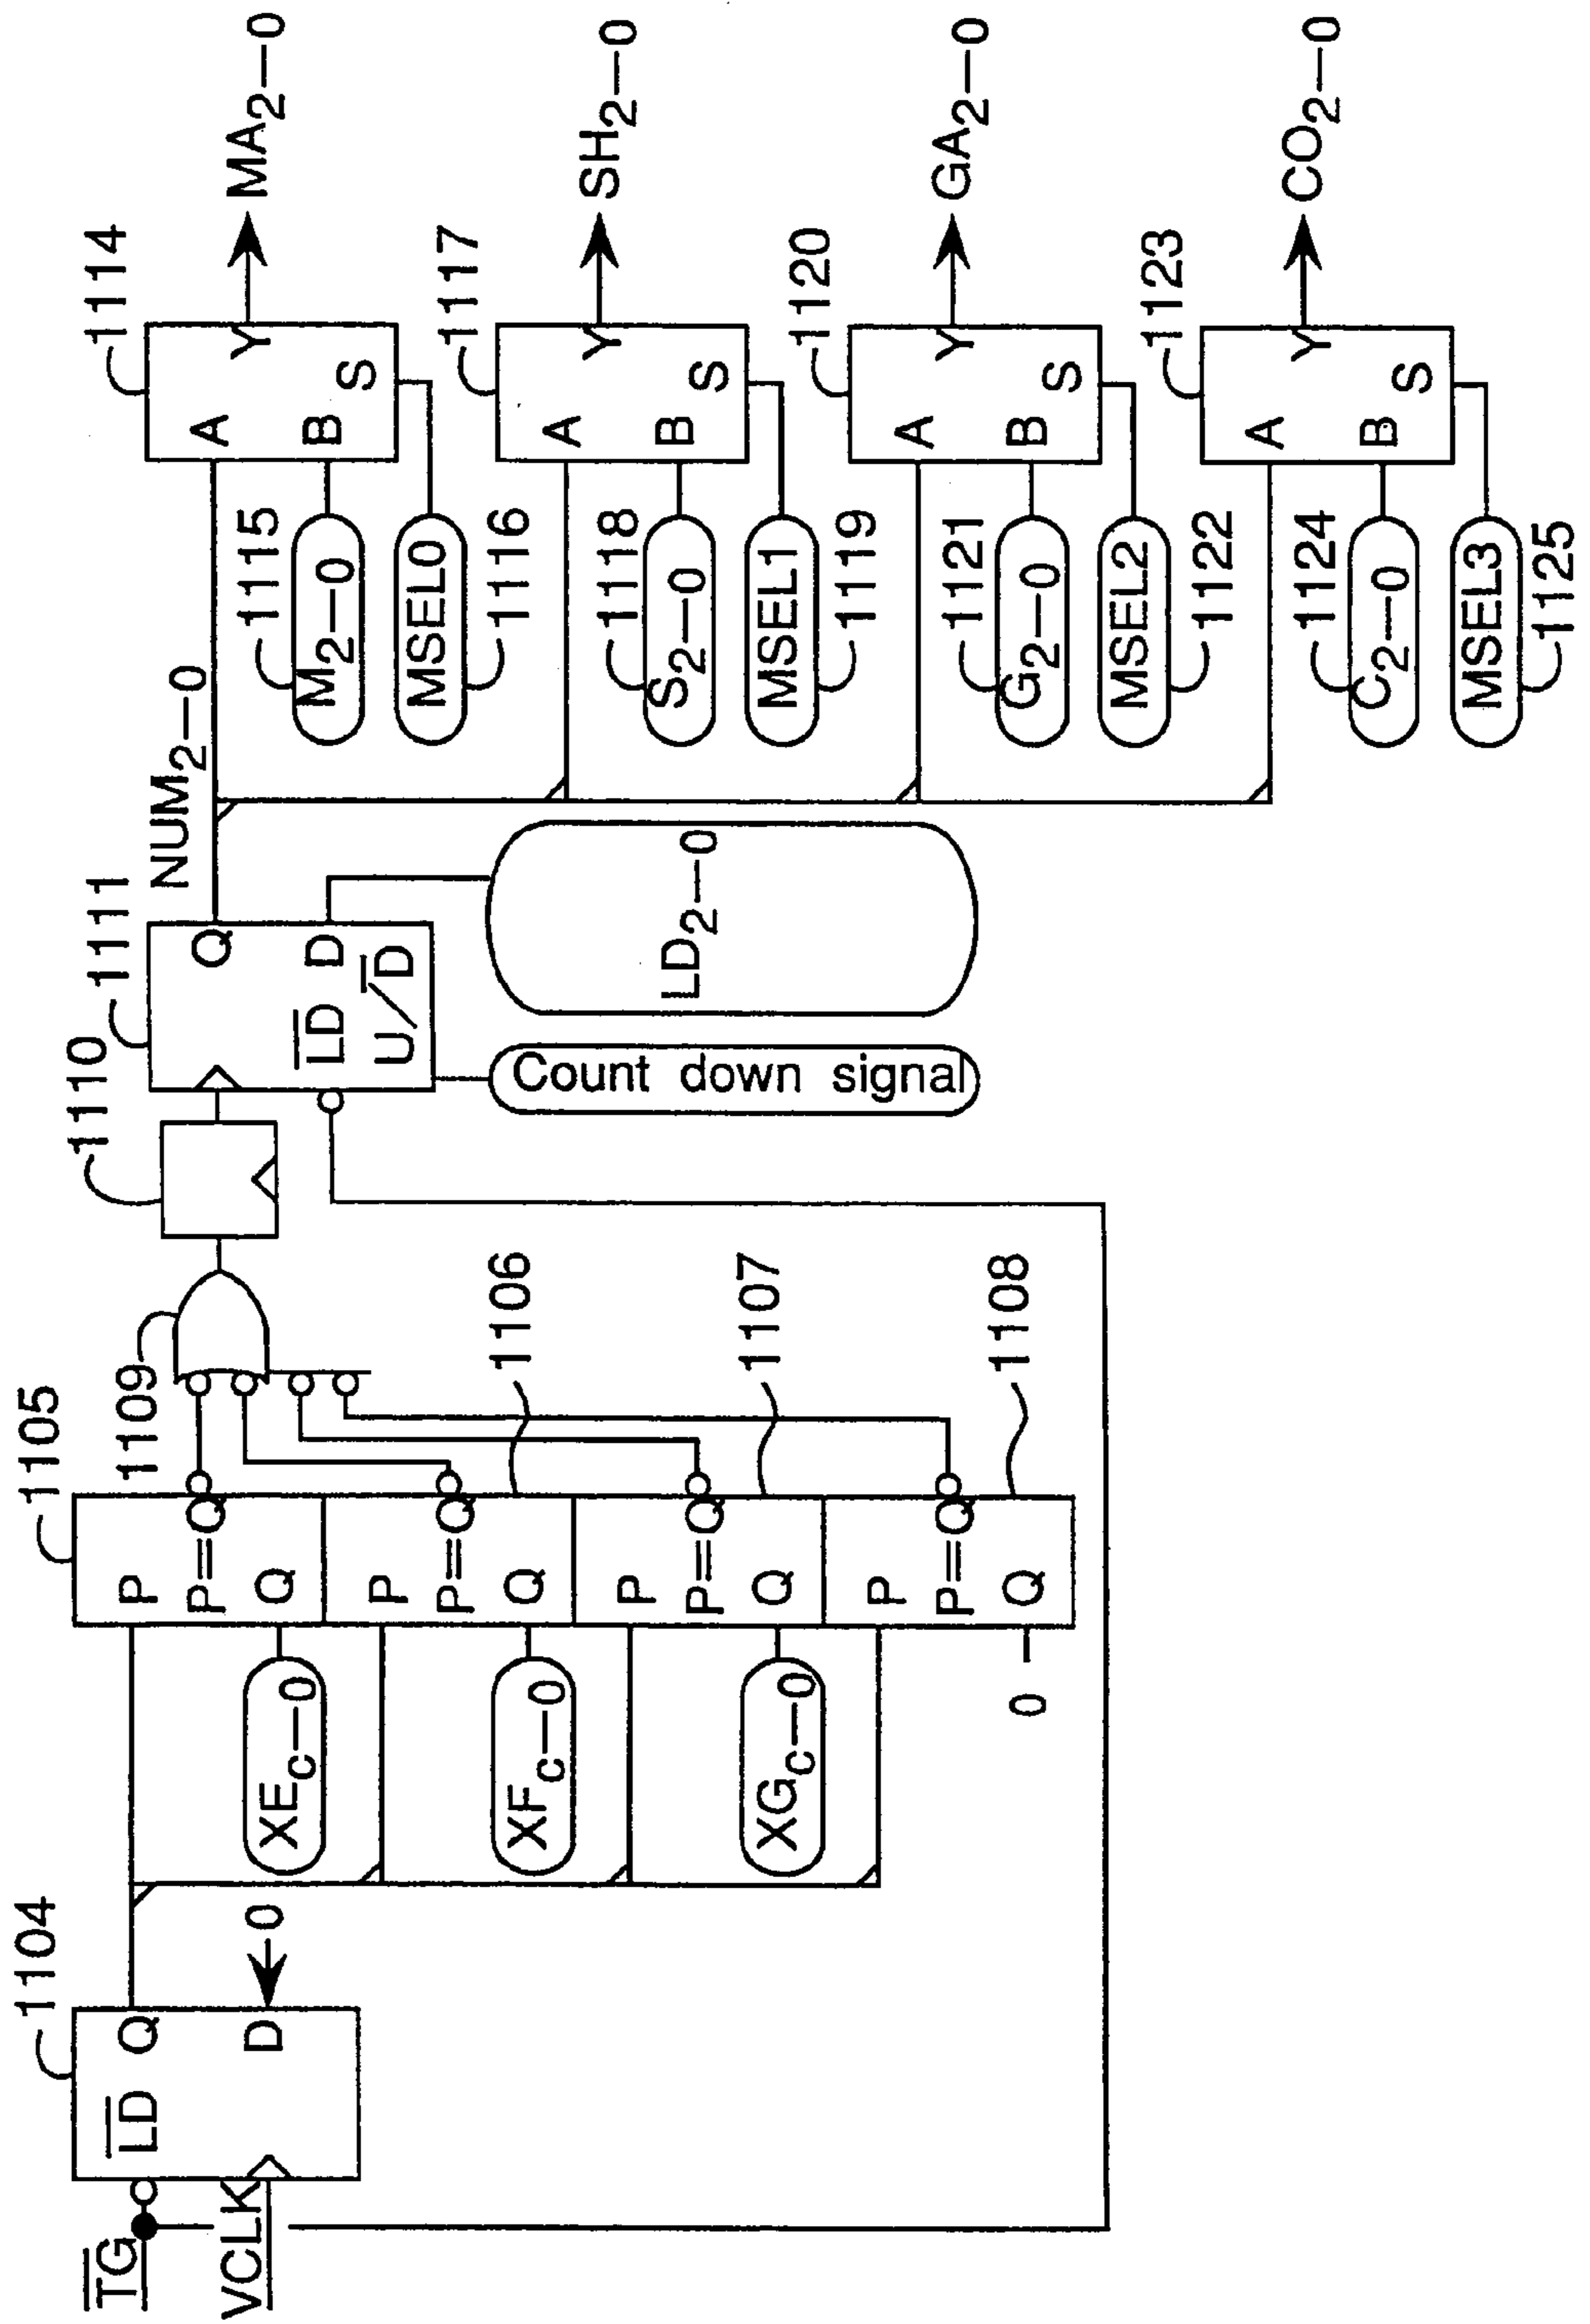 TG
VCLK
1104
LD Q
D
0
XEc—0
XFc—0
XGc—0
0
1105
P
P=Q
Q
P
P=Q
Q
P
P=Q
Q
P
P=Q
Q
1106
1107
1108
1109
1110
1111
Q
LD D
U/D
Count down signal
LD2—0
NUM2—0
1114
A
B
Y
S
MA2—0
1115
M2—0
MSEL0
1116
1117
A
B
Y
S
SH2—0
1118
S2—0
MSEL1
1119
1120
A
B
Y
S
GA2—0
1121
G2—0
MSEL2
1122
1123
A
B
Y
S
CO2—0
1124
C2—0
MSEL3
1125